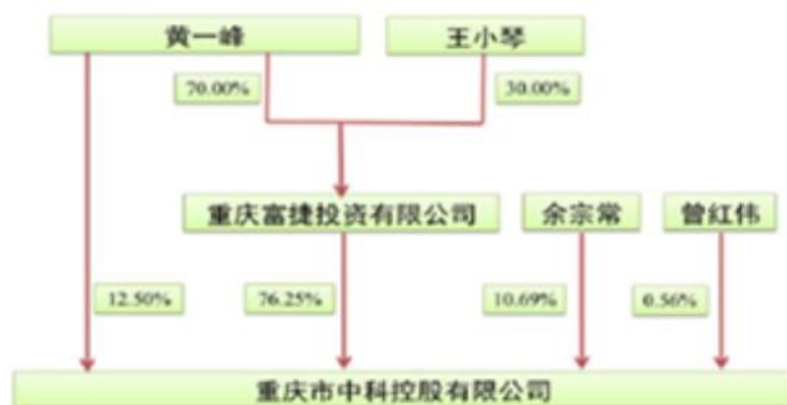 黄一峰
王小琴
70.00%
30.00%
重庆富捷投资有限公司
余宗常
曾红伟
12.50%
76.25%
10.69%
0.56%
重庆市中科控股有限公司